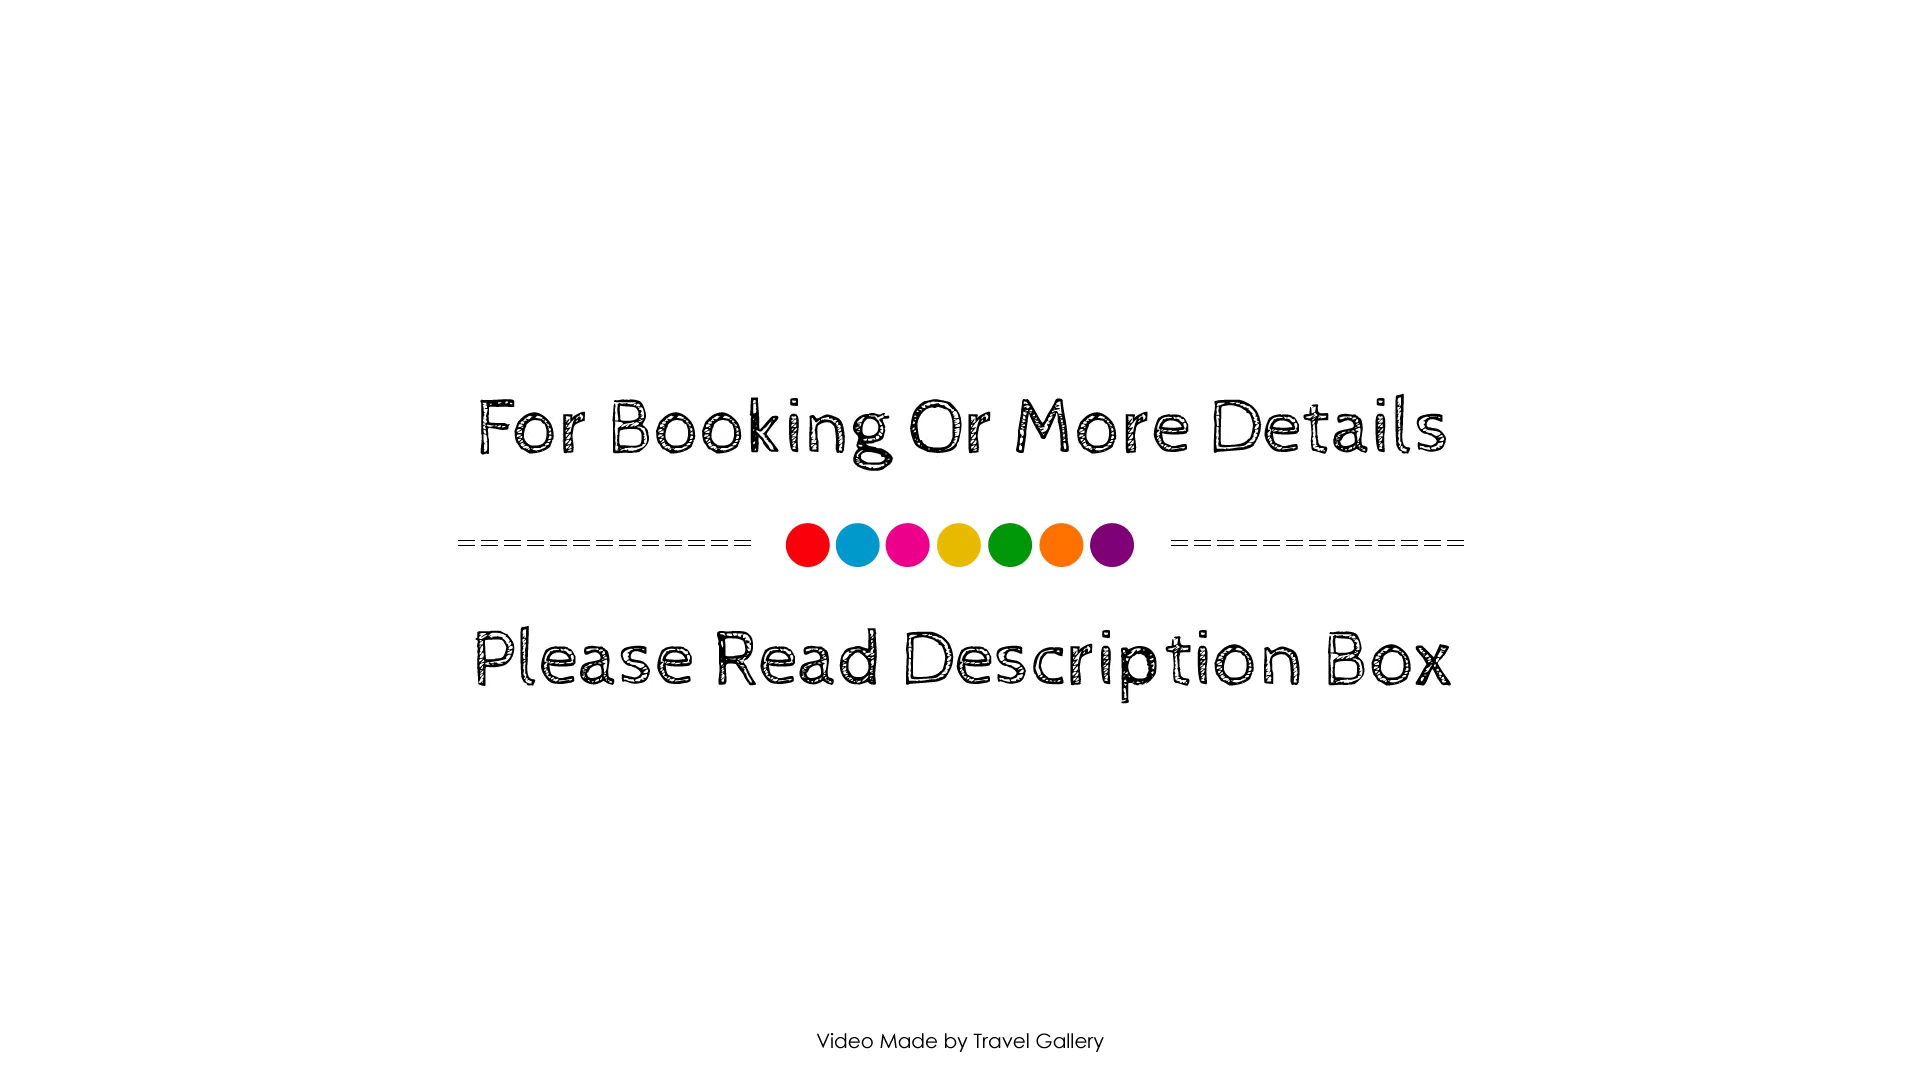 For Booking Or More Details
============= =============
Please Read Description Box
Video Made by Travel Gallery